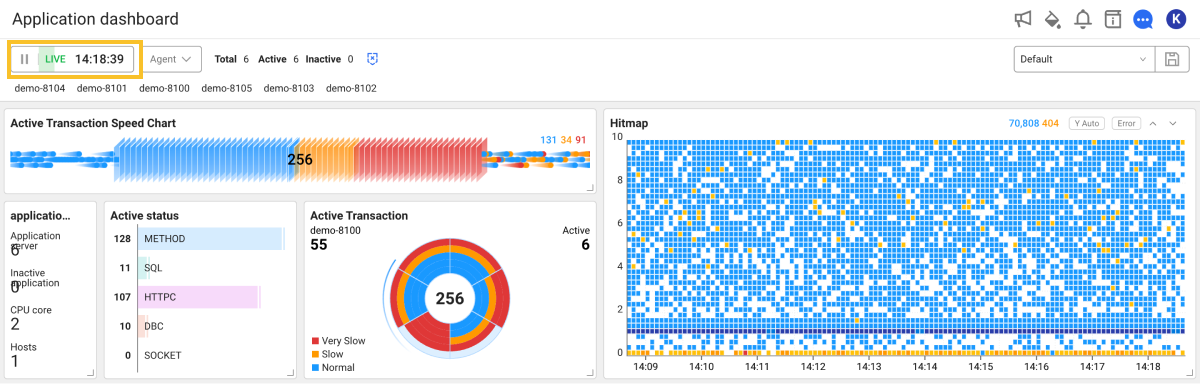 Application dashboard
K
LIVE 14:18:39
Agent
Total 6 Active 6 Inactive 0
Default
demo-8104 demo-8101 demo-8100 demo-8105 demo-8103 demo-8102
Active Transaction Speed Chart
131 34 91
256
Hitmap
70,808 404
Y Auto
Error
10
8
6
4
2
0
14:09 14:10 14:11 14:12 14:13 14:14 14:15 14:16 14:17 14:18
applicatio...
Application
server
6
Inactive
application
0
CPU core
2
Hosts
1
Active status
128 METHOD
11 SQL
107 HTTPC
10 DBC
0 SOCKET
Active Transaction
demo-8100
55
Active
6
256
Very Slow
Slow
Normal